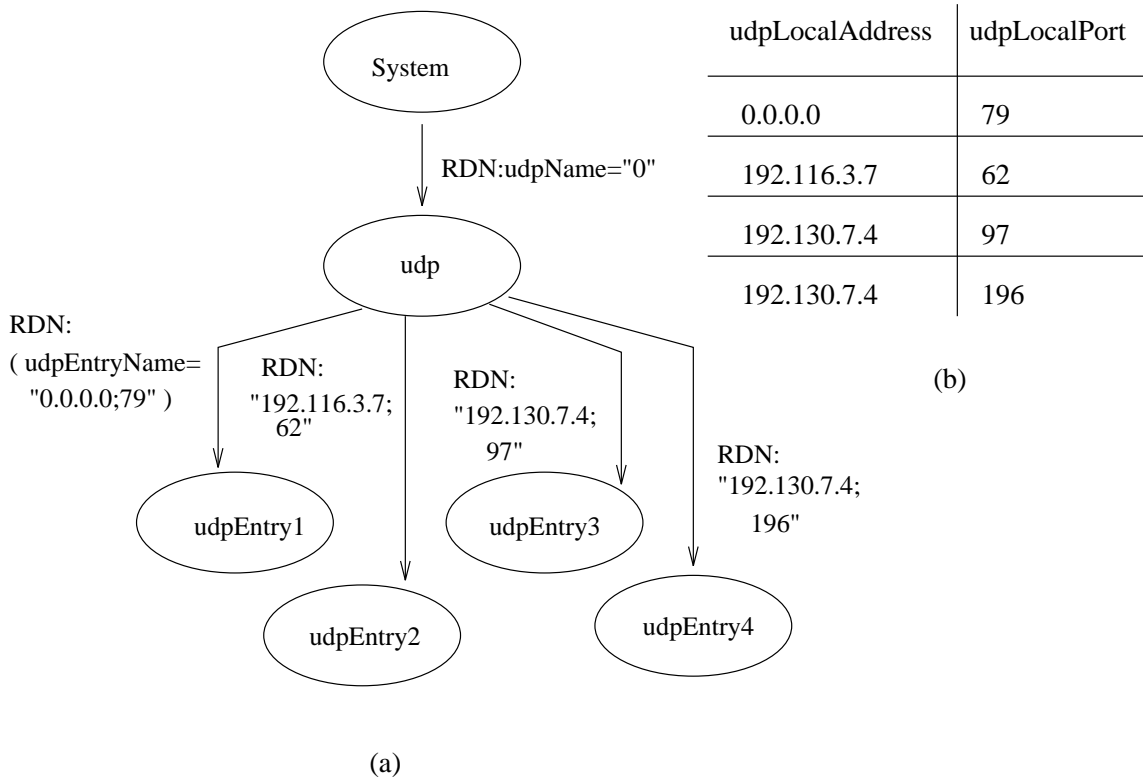 System
RDN:udpName="0"
udp
RDN:
( udpEntryName=
"0.0.0.0;79" )
RDN:
"192.116.3.7;
62"
RDN:
"192.130.7.4;
97"
RDN:
"192.130.7.4;
196"
udpEntry1
udpEntry3
udpEntry2
udpEntry4
(a)
udpLocalAddress udpLocalPort
0.0.0.0 79
192.116.3.7 62
192.130.7.4 97
192.130.7.4 196
(b)